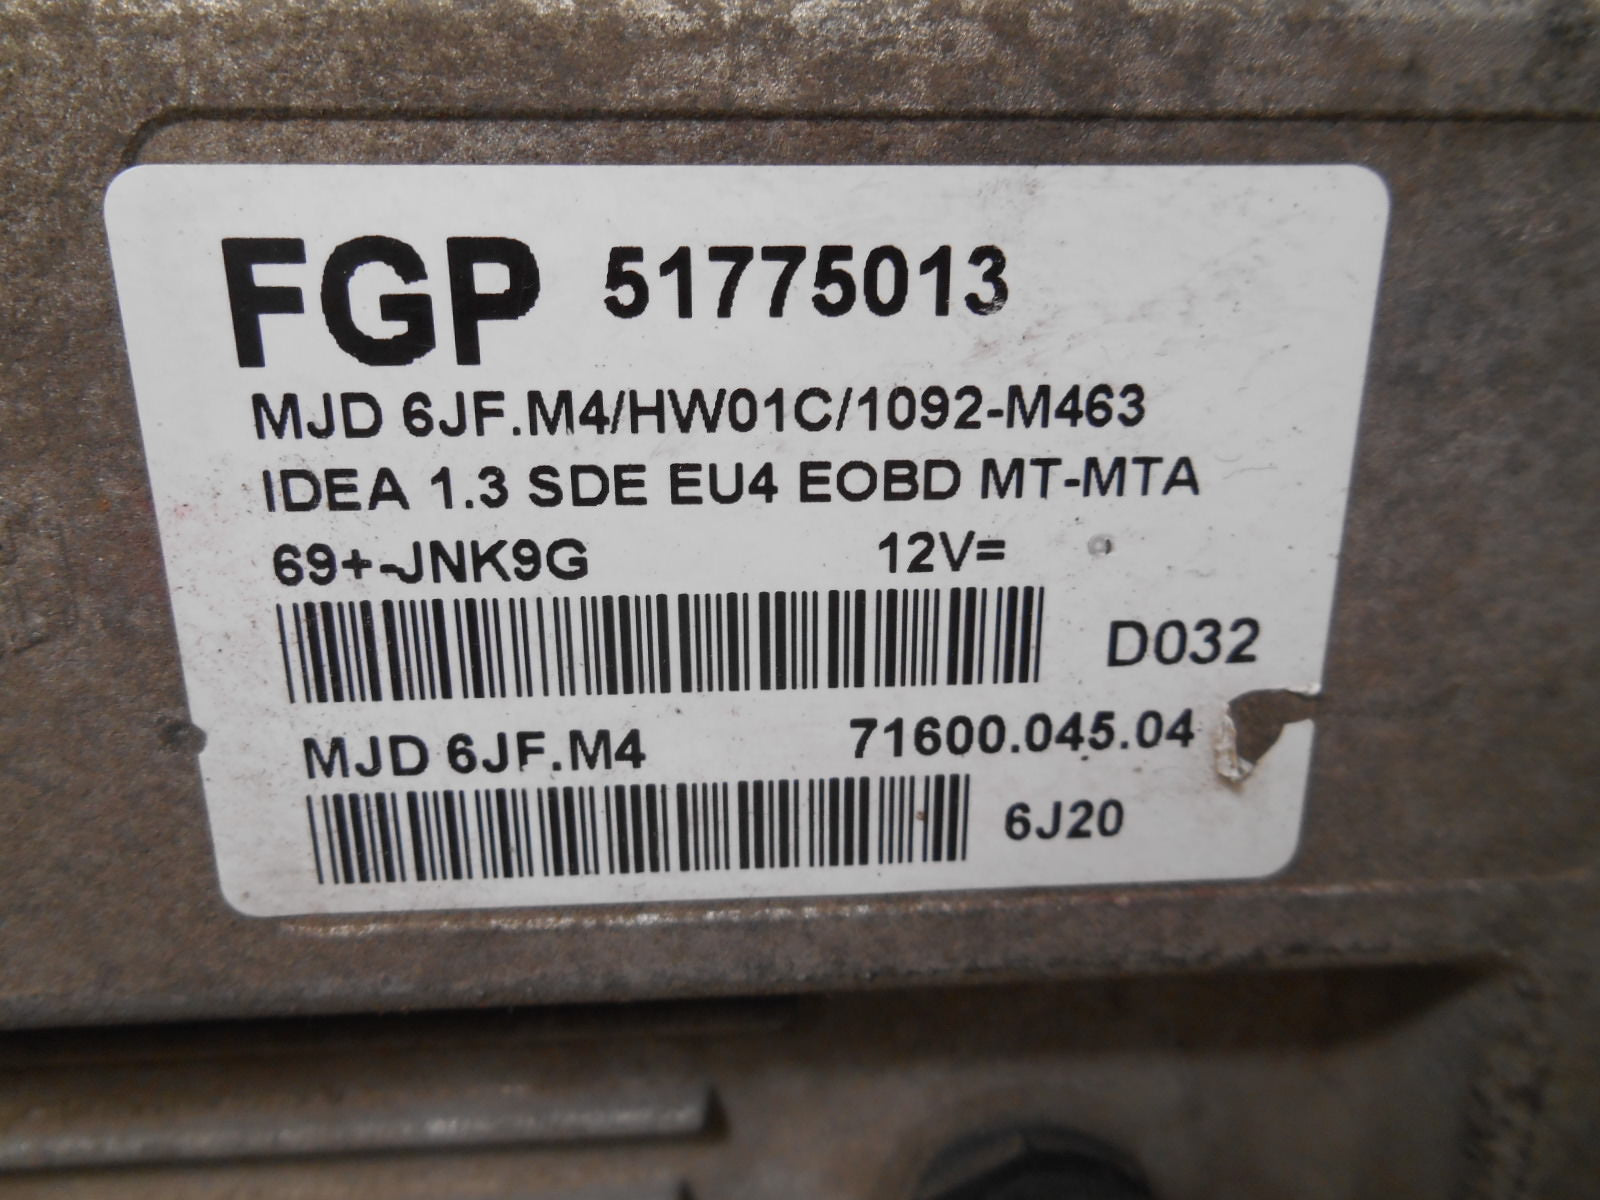 FGP 51775013
MJD 6JF.M4/HW01C/1092-M463
IDEA 1.3 SDE EU4 EOBD MT-MTA
69+-JNK9G 12V=
D032
MJD 6JF.M4 71600.045.04
6J20